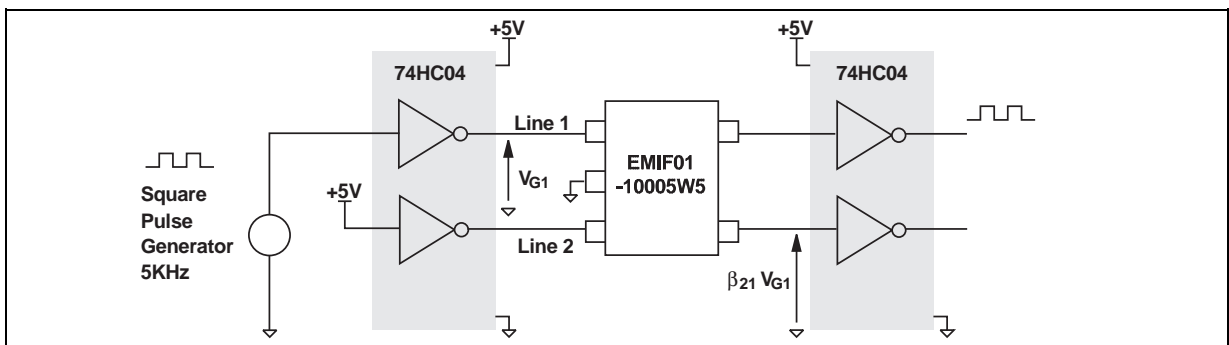 +5V
+5V
74HC04
74HC04
Line 1
EMIF01
-10005W5
VG1
Square
Pulse
Generator
5KHz
+5V
Line 2
β21 VG1